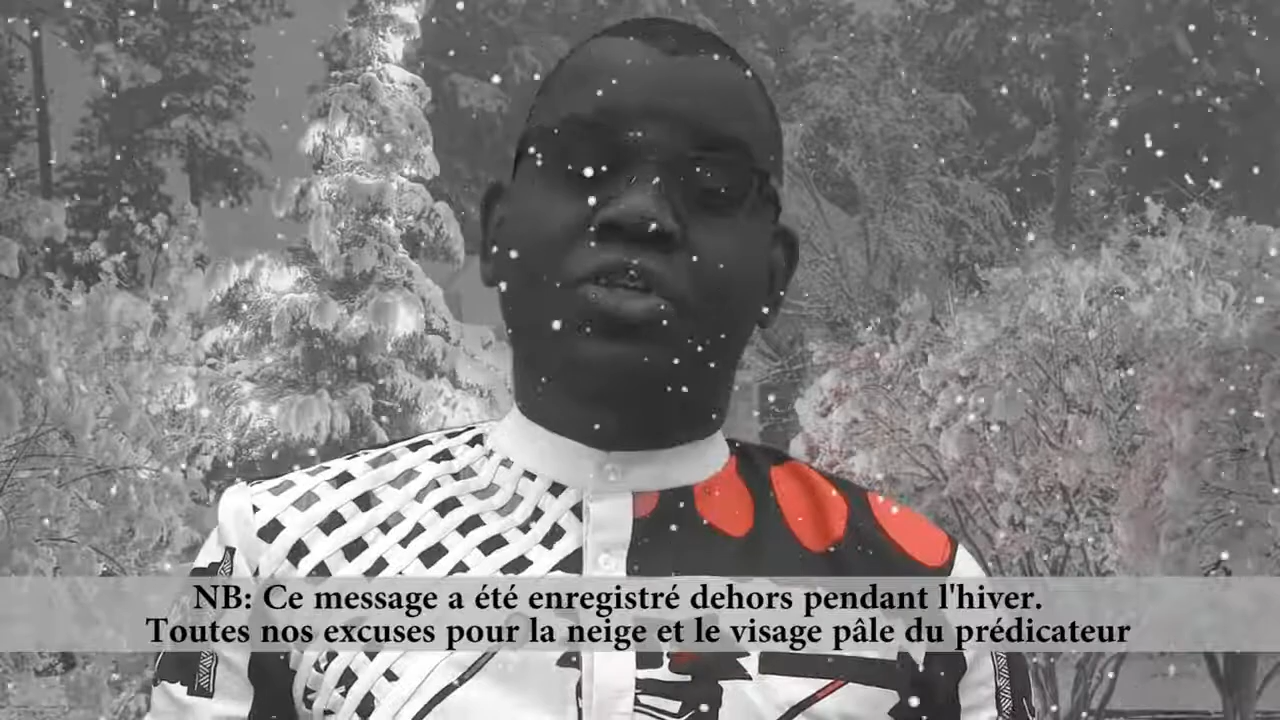 NB: Ce message a été enregistré dehors pendant l'hiver.
Toutes nos excuses pour la neige et le visage pâle du prédicateur